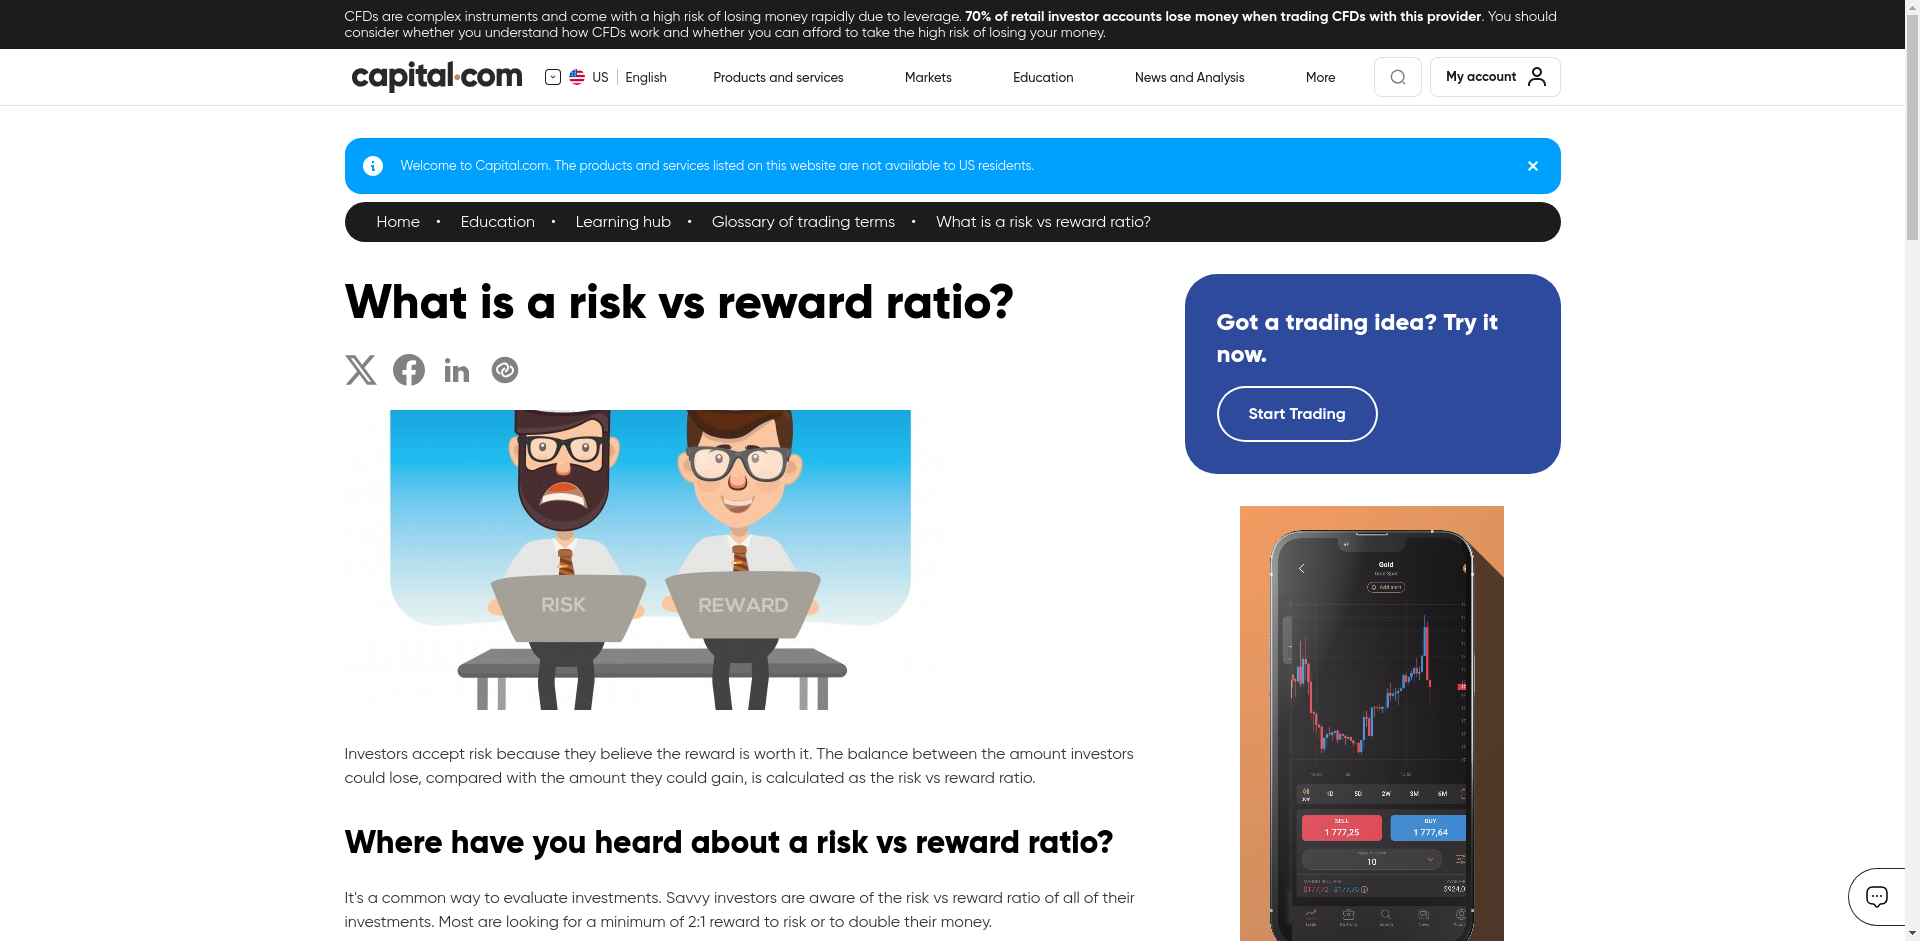 CFDs are complex instruments and come with a high risk of losing money rapidly due to leverage. 70% of retail investor accounts lose money when trading CFDs with this provider. You should
consider whether you understand how CFDs work and whether you can afford to take the high risk of losing your money.
capital.com
US English Products and services Markets Education News and Analysis More My account
Welcome to Capital.com. The products and services listed on this website are not available to US residents.
Home • Education • Learning hub • Glossary of trading terms • What is a risk vs reward ratio?
What is a risk vs reward ratio?
RISK
REWARD
Investors accept risk because they believe the reward is worth it. The balance between the amount investors
could lose, compared with the amount they could gain, is calculated as the risk vs reward ratio.
Where have you heard about a risk vs reward ratio?
It's a common way to evaluate investments. Savvy investors are aware of the risk vs reward ratio of all of their
investments. Most are looking for a minimum of 2:1 reward to risk or to double their money.
Got a trading idea? Try it
now.
Start Trading
Gold
Gold Spot
Add alert
1D 5D 2W 3M 6M
SELL
1 777,25
BUY
1 777,64
10
$177,72 $177,76
$924,0